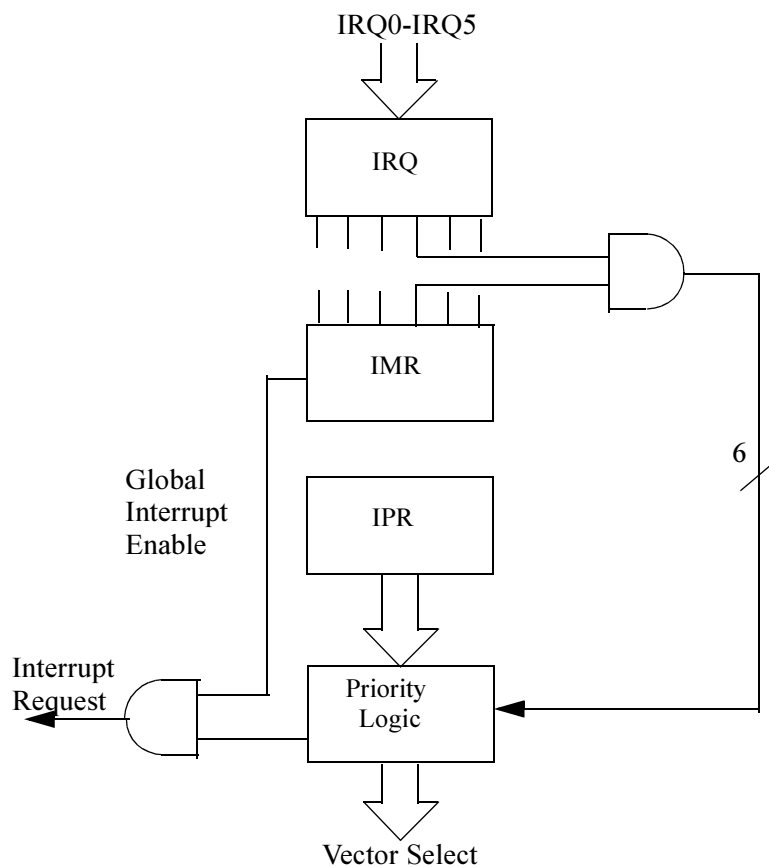 IRQ0-IRQ5
IRQ
IMR
Global
Interrupt
Enable
6
IPR
Interrupt
Request
Priority
Logic
Vector Select